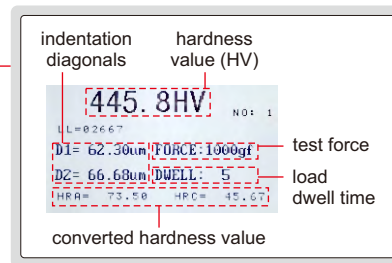 indentation diagonals
hardness value (HV)
445.8HV
NO: 1
LL=02667
D1= 62.30um FORCE:1000gf
test force
D2= 66.68um DWELL: 5
load dwell time
HRA= 73.50 HRC= 45.67
converted hardness value